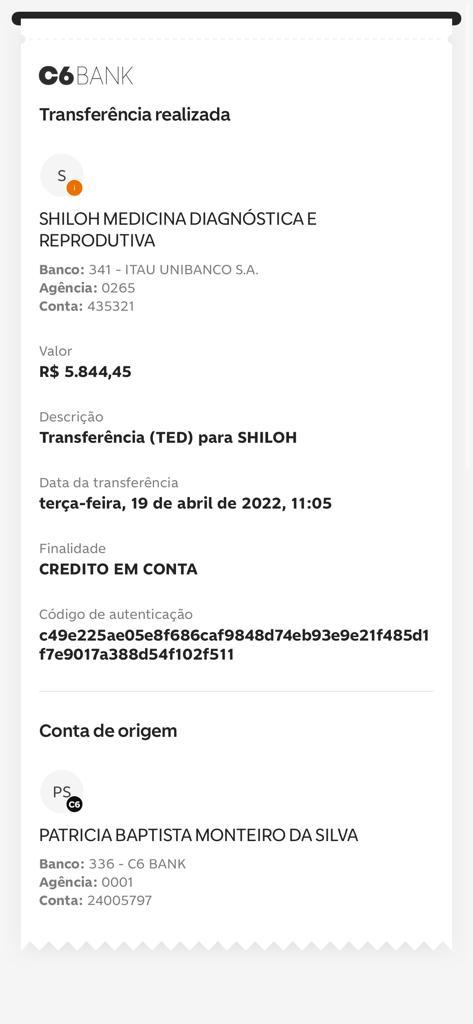 C6BANK
Transferência realizada
S
SHILOH MEDICINA DIAGNÓSTICA E
REPRODUTIVA
Banco: 341 - ITAU UNIBANCO S.A.
Agência: 0265
Conta: 435321
Valor
R$ 5.844,45
Descrição
Transferência (TED) para SHILOH
Data da transferência
terça-feira, 19 de abril de 2022, 11:05
Finalidade
CREDITO EM CONTA
Código de autenticação
c49e225ae05e8f686caf9848d74eb93e9e21f485d1
f7e9017a388d54f102f511
Conta de origem
PS
C6
PATRICIA BAPTISTA MONTEIRO DA SILVA
Banco: 336 - C6 BANK
Agência: 0001
Conta: 24005797